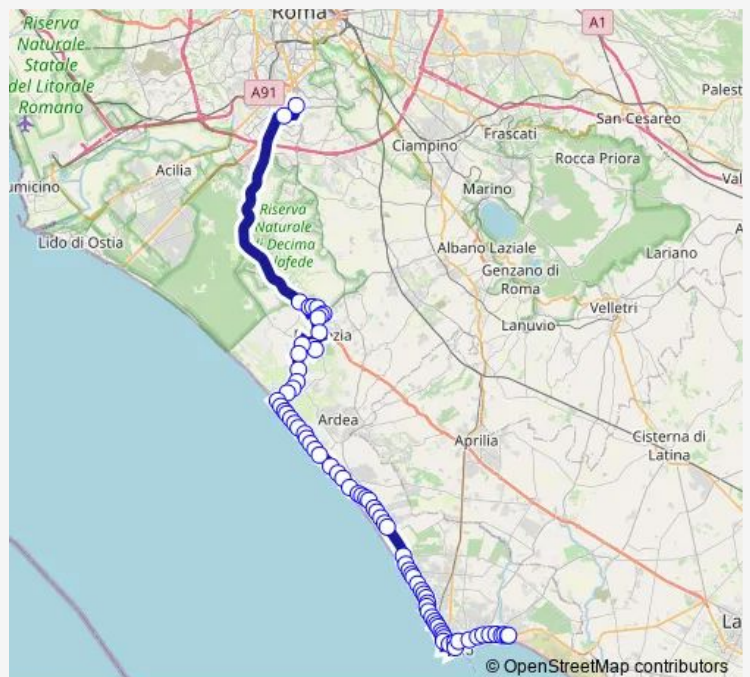 Roma
A1
Riserva
Naturale
Statale
del Litorale
Romano
A91
Palest
San Cesareo
Frascati
Ciampino
Rocca Priora
Acilia
Val
umicino
Marino
Riserva
Naturale
Decima
Lido di Ostia
Albano Laziale
Lariano
Genzano di
Roma
Velletri
Lanuvio
Ardea
Aprilia
Cisterna di
Latina
La
© OpenStreetMap contributors